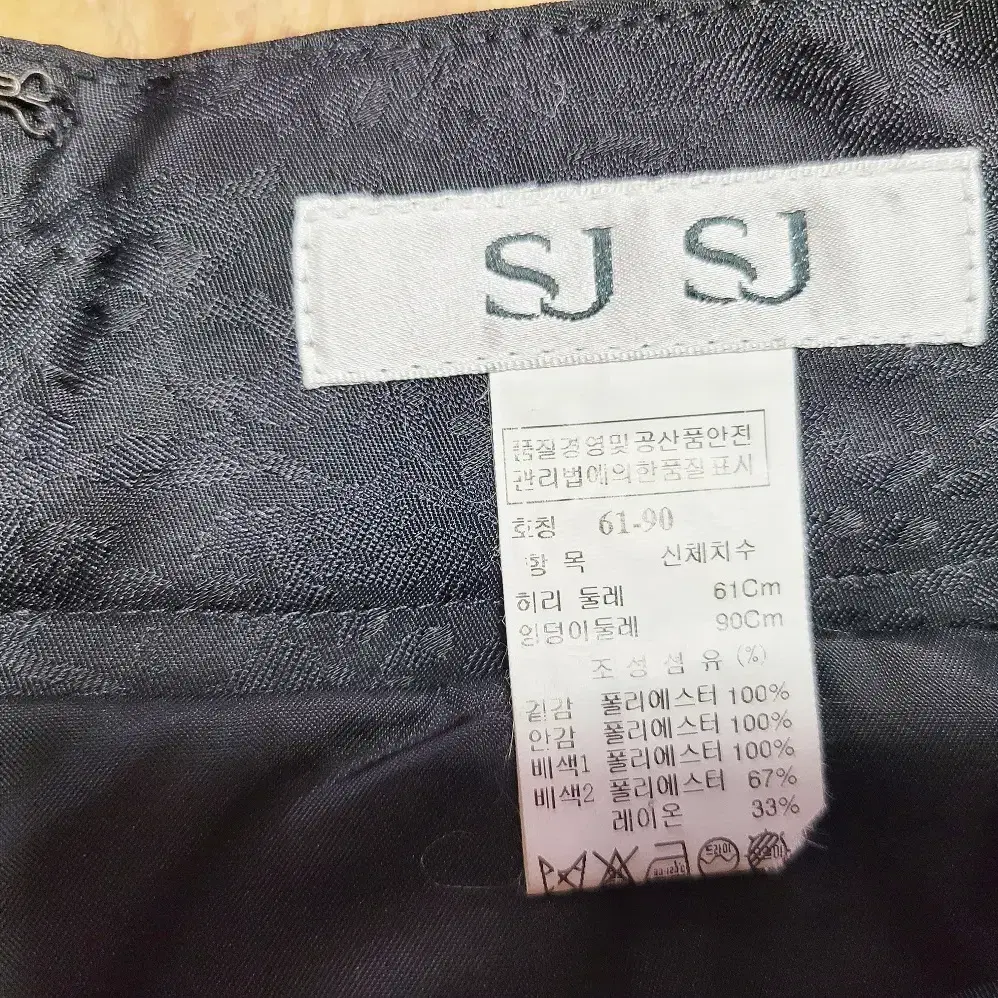 SJ SJ
품질경영및공산품안전
관리법에의한품질표시
호칭 61-90
항 목 신체치수
허리 둘레 61Cm
엉덩이둘레 90Cm
조 성 섬 유 (%)
겉감 폴리에스터 100%
안감 폴리에스터 100%
배색1 폴리에스터 100%
배색2 폴리에스터 67%
레이온 33%